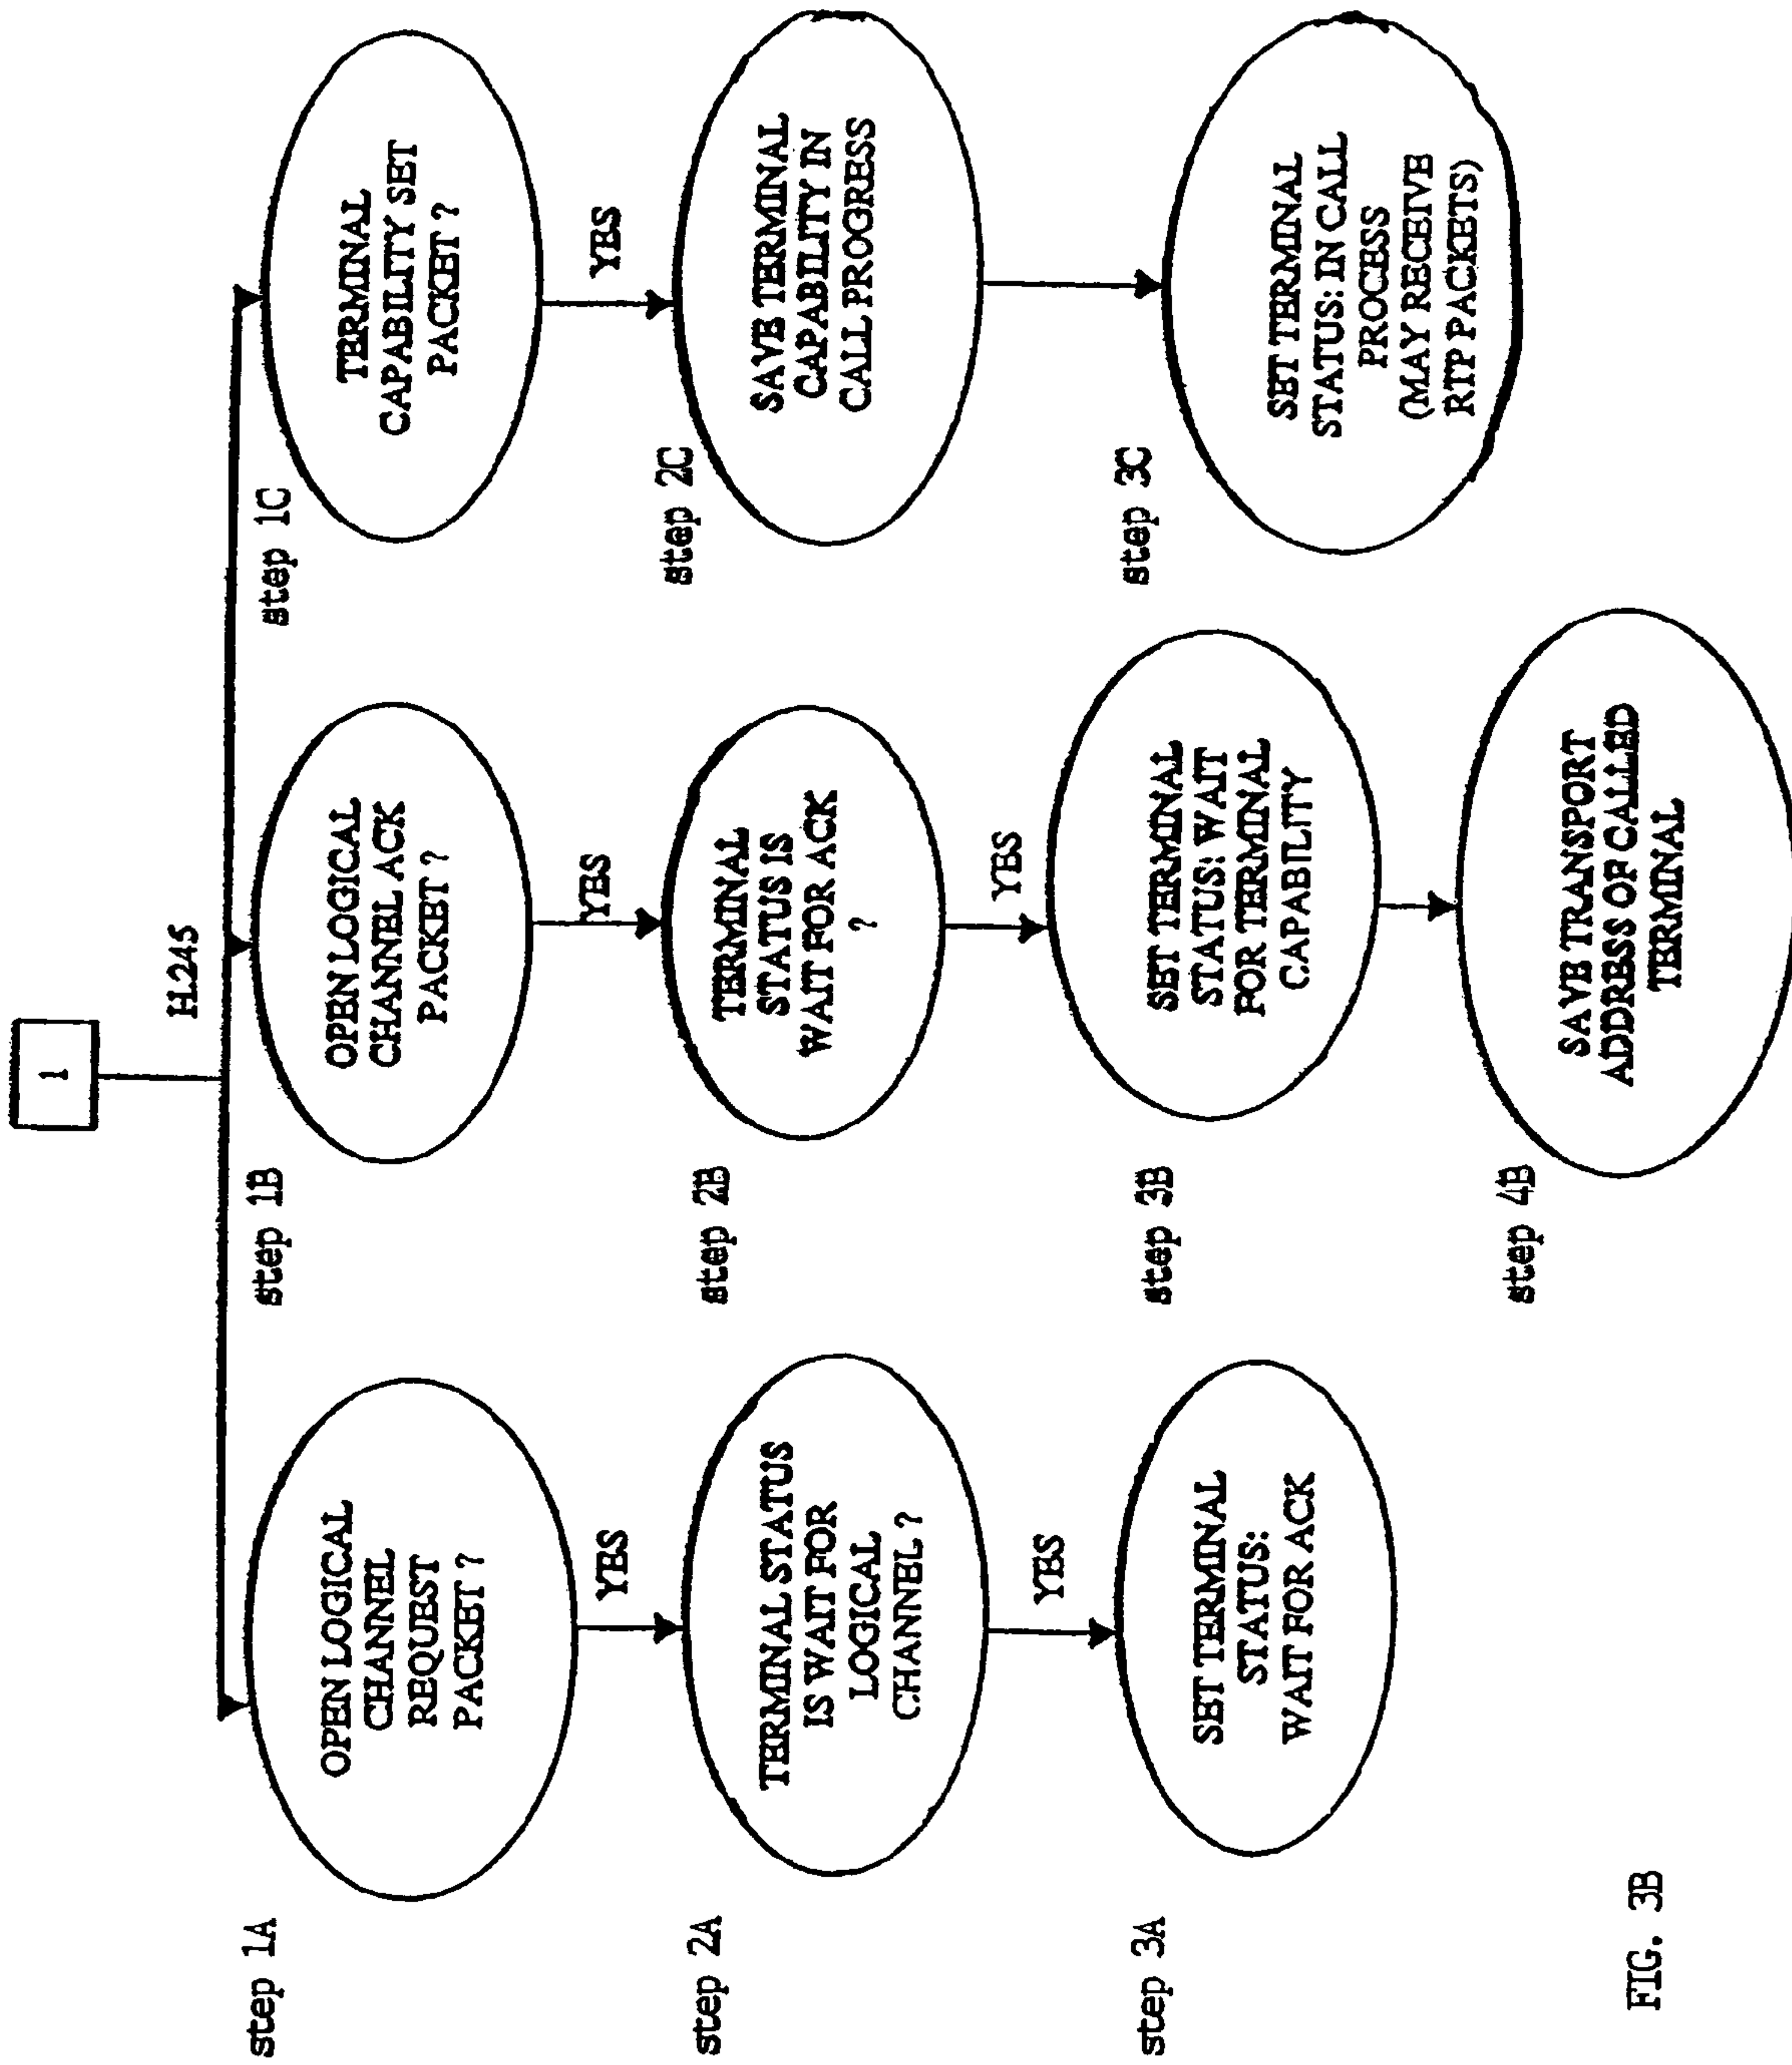 1
H.245
step 1A
OPEN LOGICAL
CHANNEL
REQUEST
PACKET ?
YES
step 2A
TERMINAL STATUS
IS WAIT FOR
LOGICAL
CHANNEL ?
YES
step 3A
SET TERMINAL
STATUS:
WAIT FOR ACK
step 1B
OPEN LOGICAL
CHANNEL ACK
PACKET ?
YES
step 2B
TERMINAL
STATUS IS
WAIT FOR ACK
?
YES
step 3B
SET TERMINAL
STATUS: WAIT
FOR TERMINAL
CAPABILITY
step 4B
SAVE TRANSPORT
ADDRESS OF CALLED
TERMINAL
step 1C
TERMINAL
CAPABILITY SET
PACKET ?
YES
step 2C
SAVE TERMINAL
CAPABILITY IN
CALL PROGRESS
step 3C
SET TERMINAL
STATUS: IN CALL
PROCESS
(MAY RECEIVE
RTP PACKETS)
FIG. 3B